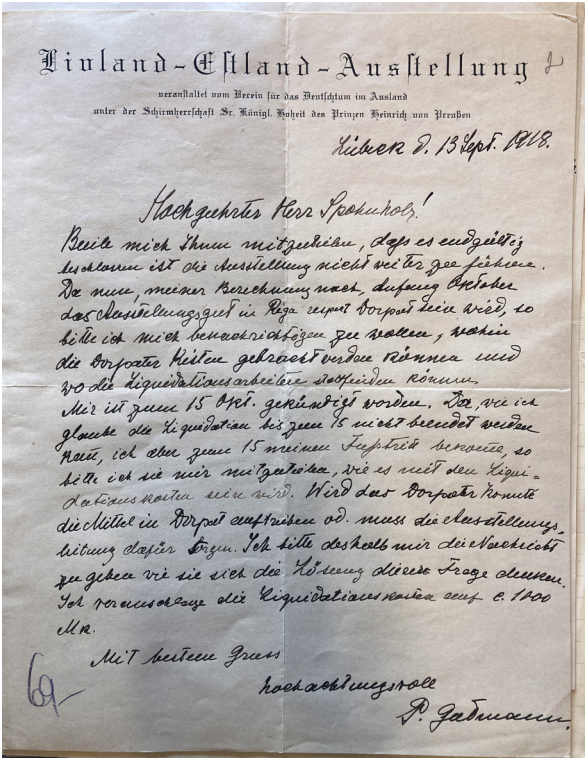 Livland-Estland-Ausstellung
2
veranstaltet vom Verein für das Deutschtum im Ausland
unter der Schirmherrschaft Sr. Königl. Hoheit des Prinzen Heinrich von Preußen
Lübeck d. 13 Sept. 1918.
Hochgeehrter Herr Spohnholz!
Beeile mich Ihnen mitzuteilen, dass es endgültig
beschlossen ist die Ausstellung nicht weiter zu führen.
Da nun, meiner Berechnung nach, Anfang Oktober
das Ausstellungsgut in Riga resp. Dorpat sein wird, so
bitte ich mich benachrichtigen zu wollen, wohin
die Dorpater Kisten gebracht werden können und
wo die Liquidationsarbeiten stattfinden können.
Mir ist zum 15 Okt. gekündigt worden. Da, wie ich
glaube die Liquidation bis zum 15 nicht beendet werden
kann, ich aber zum 15 meinen bekomme, so
bitte ich sie mir mitzuteilen, wie es mit den Liqui-
dationskosten sein wird. Wird das Dorpater Komite
die Mittel in Dorpat auftreiben od. muss die Ausstellungs-
leitung dafür sorgen. Ich bitte deshalb mir die Nachricht
zu geben wie sie sich die Lösung dieser Frage denken.
Ich veranschlage die Liquidationskosten auf c. 1000
Mk.
Mit bestem Gruss
hochachtungsvoll
P. Gadmann.
69